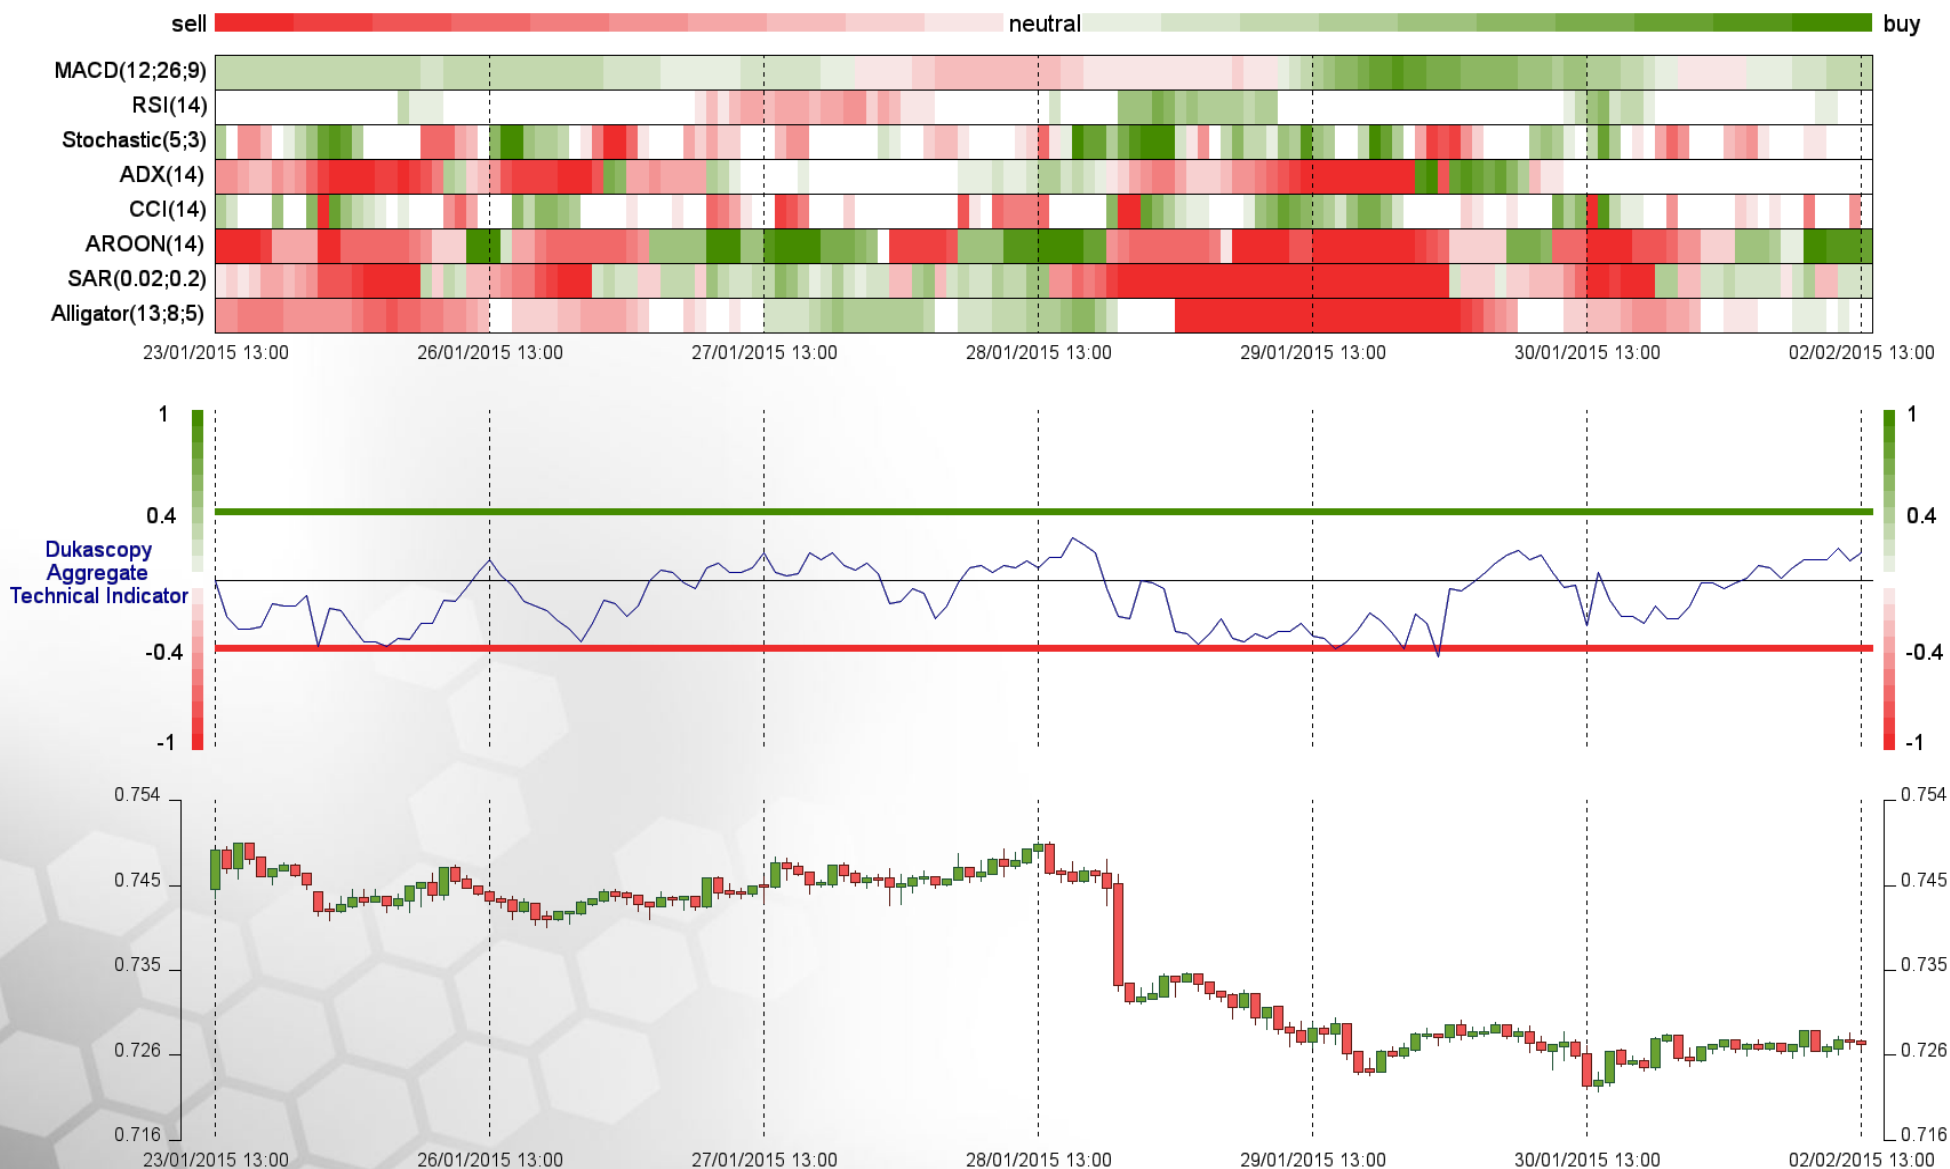 sell neutral buy
MACD(12;26;9)
RSI(14)
Stochastic(5;3)
ADX(14)
CCI(14)
AROON(14)
SAR(0.02;0.2)
Alligator(13;8;5)
23/01/2015 13:00 26/01/2015 13:00 27/01/2015 13:00 28/01/2015 13:00 29/01/2015 13:00 30/01/2015 13:00 02/02/2015 13:00
1 1
0.4 0.4
Dukascopy
Aggregate
Technical Indicator
-0.4 -0.4
-1 -1
0.754 0.754
0.745 0.745
0.735 0.735
0.726 0.726
0.716 0.716
23/01/2015 13:00 26/01/2015 13:00 27/01/2015 13:00 28/01/2015 13:00 29/01/2015 13:00 30/01/2015 13:00 02/02/2015 13:00